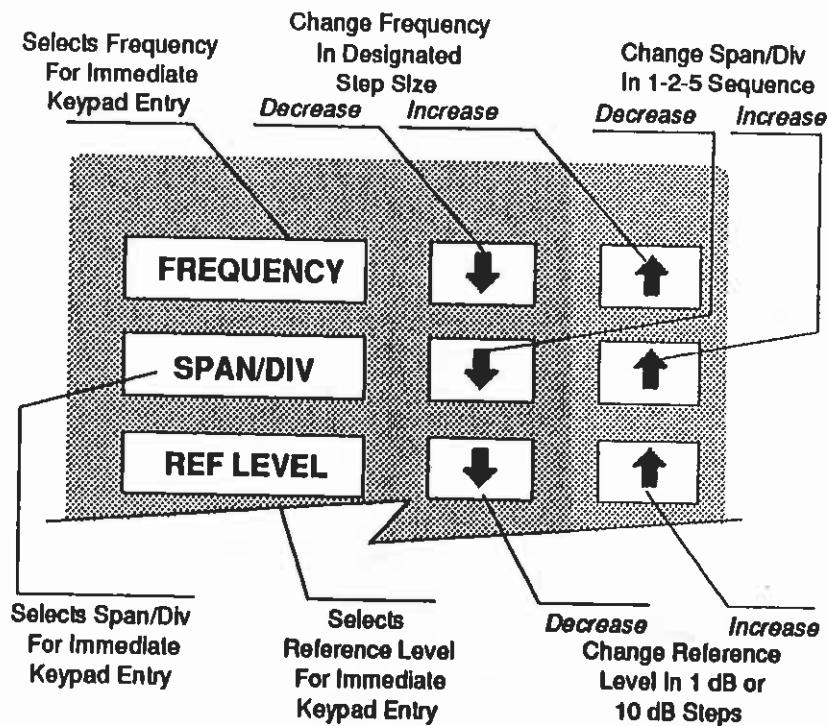 Selects Frequency
For Immediate
Keypad Entry
Change Frequency
In Designated
Step Size
Decrease Increase
Change Span/Div
In 1-2-5 Sequence
Decrease Increase
FREQUENCY
SPAN/DIV
REF LEVEL
Selects Span/Div
For Immediate
Keypad Entry
Selects
Reference Level
For Immediate
Keypad Entry
Decrease Increase
Change Reference
Level In 1 dB or
10 dB Steps